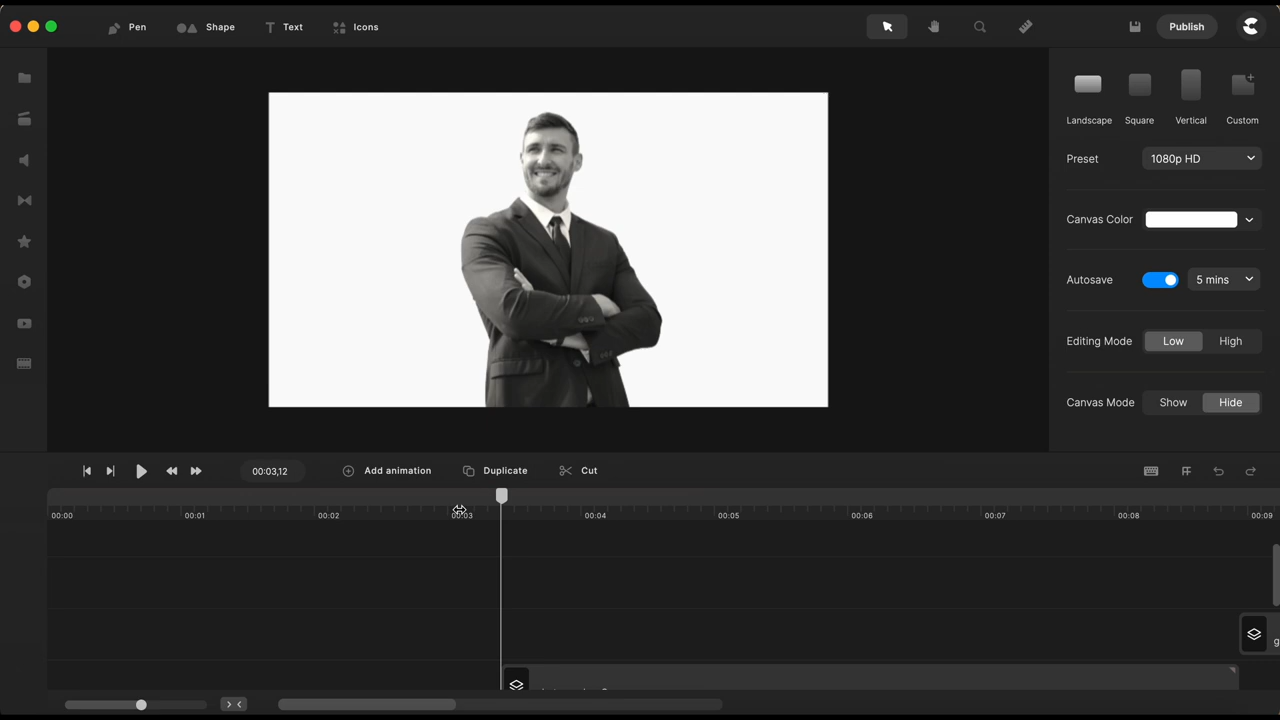 Pen
Shape
Text
Icons
Publish
Landscape
Square
Vertical
Custom
Preset
1080p HD
Canvas Color
Autosave
5 mins
Editing Mode
Low
High
Canvas Mode
Show
Hide
00:03,12
Add animation
Duplicate
Cut
00:00
00:01
00:02
00:03
00:04
00:05
00:06
00:07
00:08
00:09
g